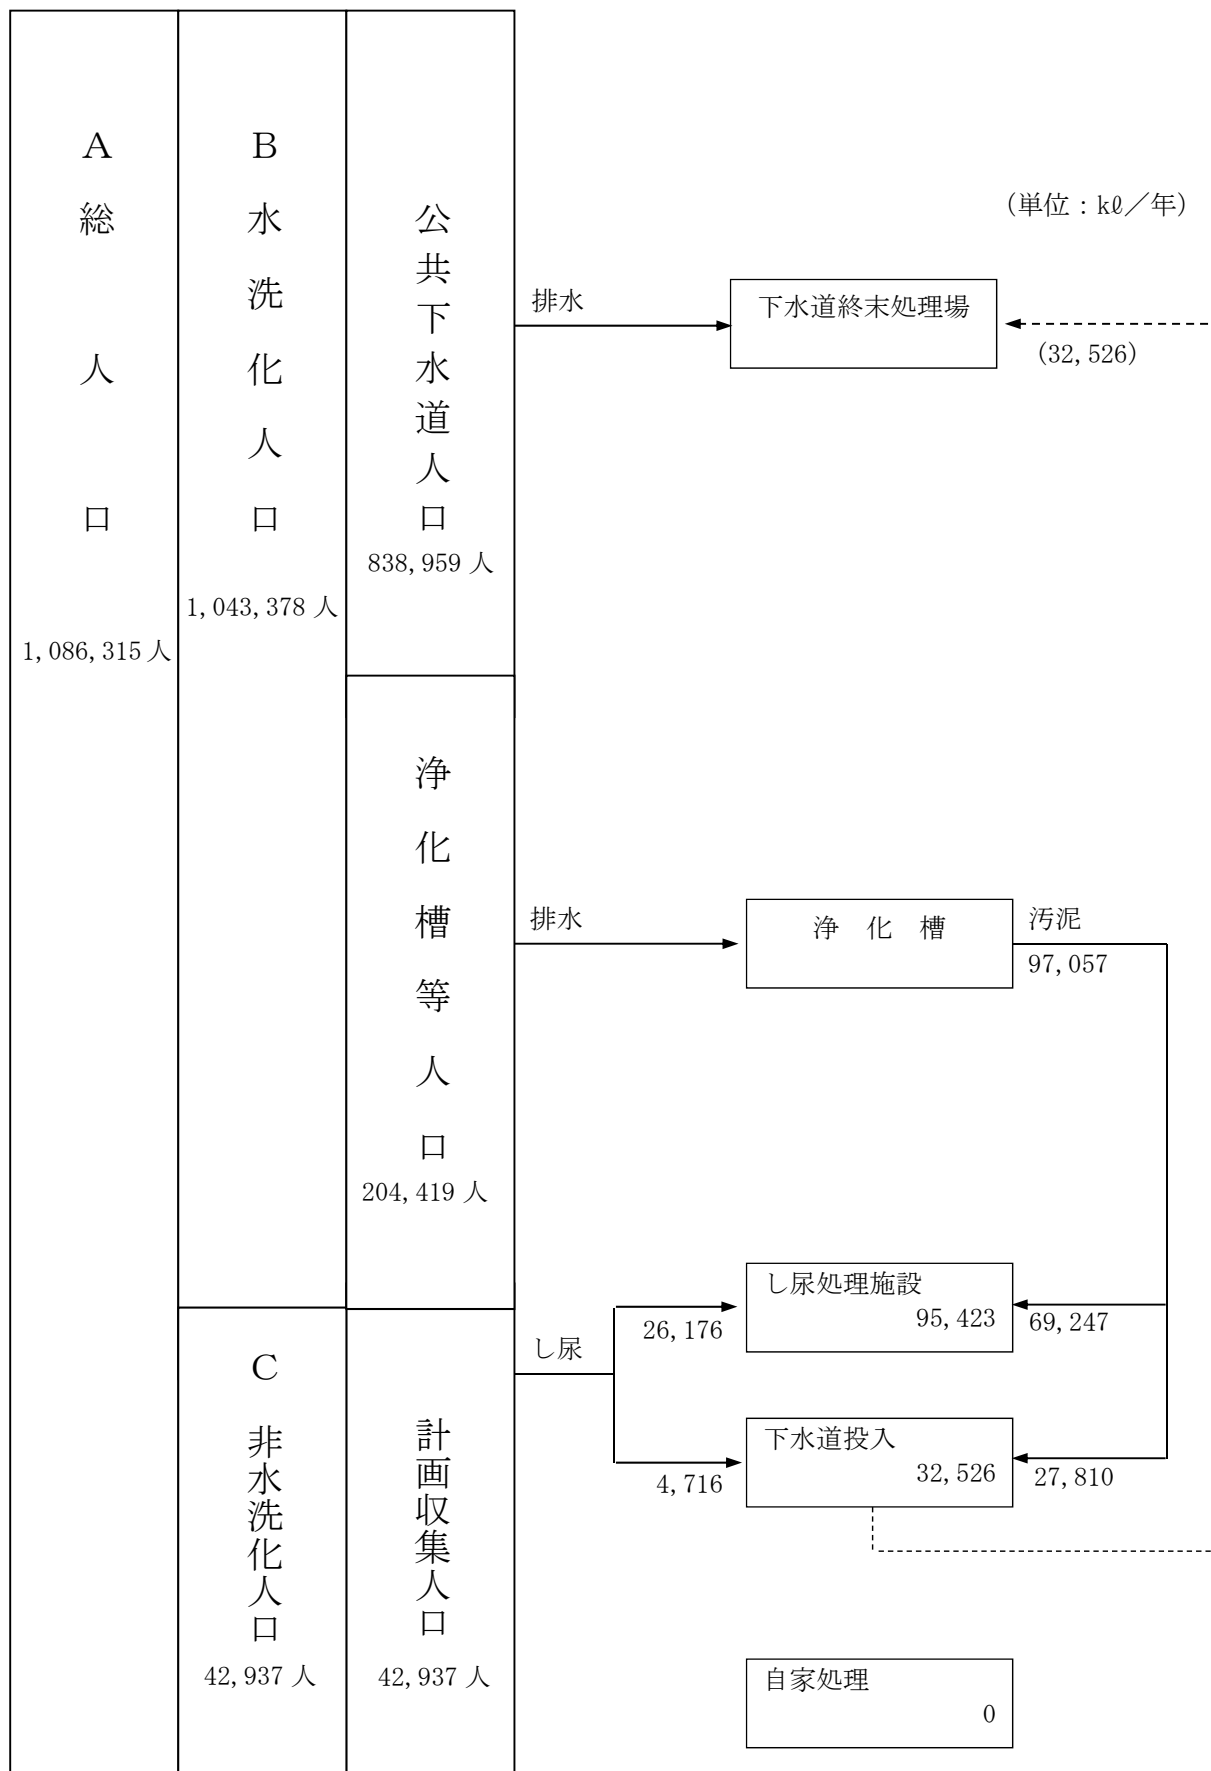 A総人口
1,086,315人
B水洗化人口
1,043,378人
公共下水道人口
838,959人
浄化槽等人口
204,419人
C非水洗化人口
42,937人
計画収集人口
42,937人
(単位：kℓ／年)
排水
下水道終末処理場
(32,526)
排水
浄化槽
汚泥
97,057
し尿
26,176
し尿処理施設
95,423
69,247
4,716
下水道投入
32,526
27,810
自家処理
0